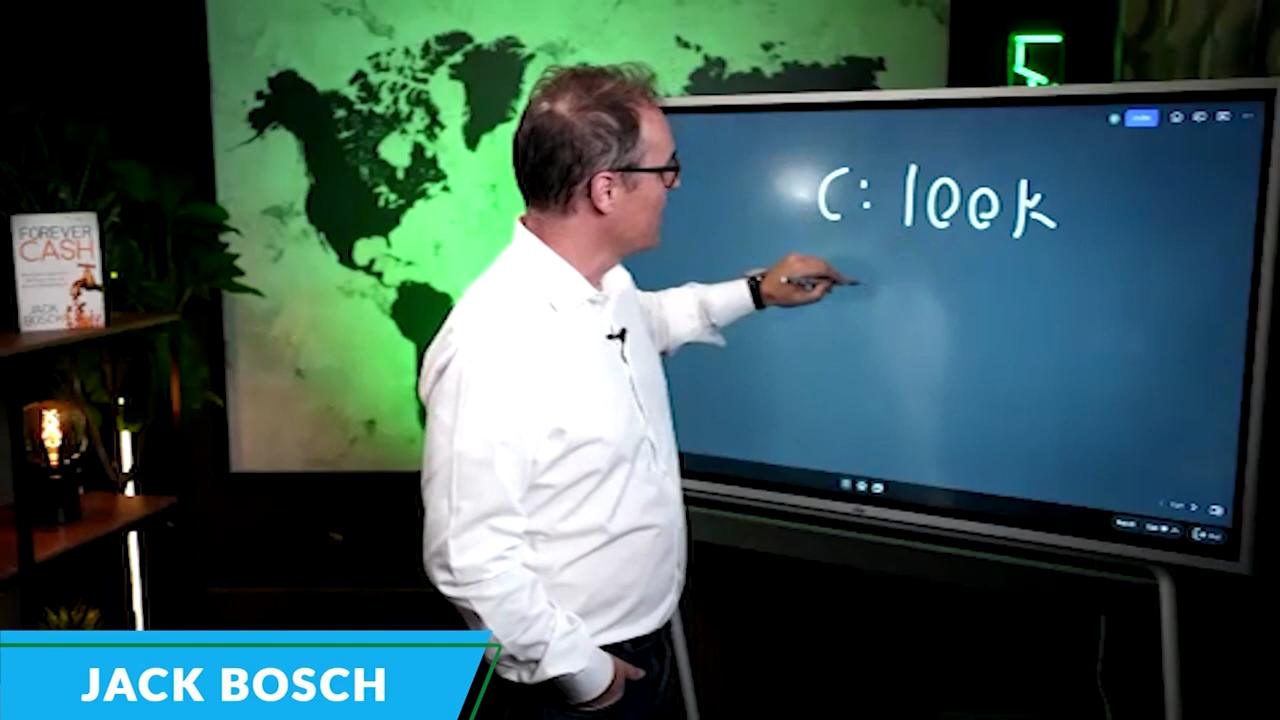 C: 100k
FOREVER
CASH
JACK
BOSCH
JACK BOSCH